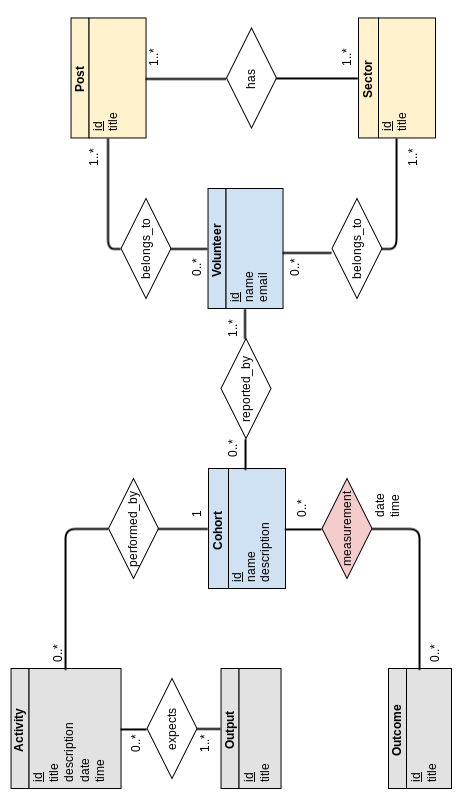 Activity
id
title
description
date
time
0..*
performed_by
1
0..*
expects
1..*
Output
id
title
Cohort
id
name
description
0..*
measurement
date
time
0..*
Outcome
id
title
0..*
reported_by
1..*
Volunteer
id
name
email
0..*
belongs_to
1..*
Post
id
title
1..*
has
1..*
Sector
id
title
0..*
belongs_to
1..*